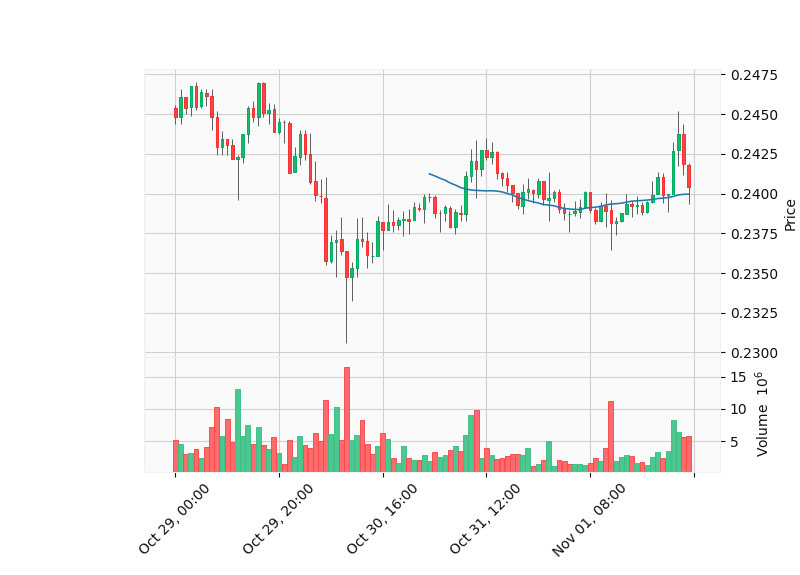 0.2475
0.2450
0.2425
0.2400
0.2375
0.2350
0.2325
0.2300
Price
15
10
5
Volume 10^6
Oct 29, 00:00
Oct 29, 20:00
Oct 30, 16:00
Oct 31, 12:00
Nov 01, 08:00